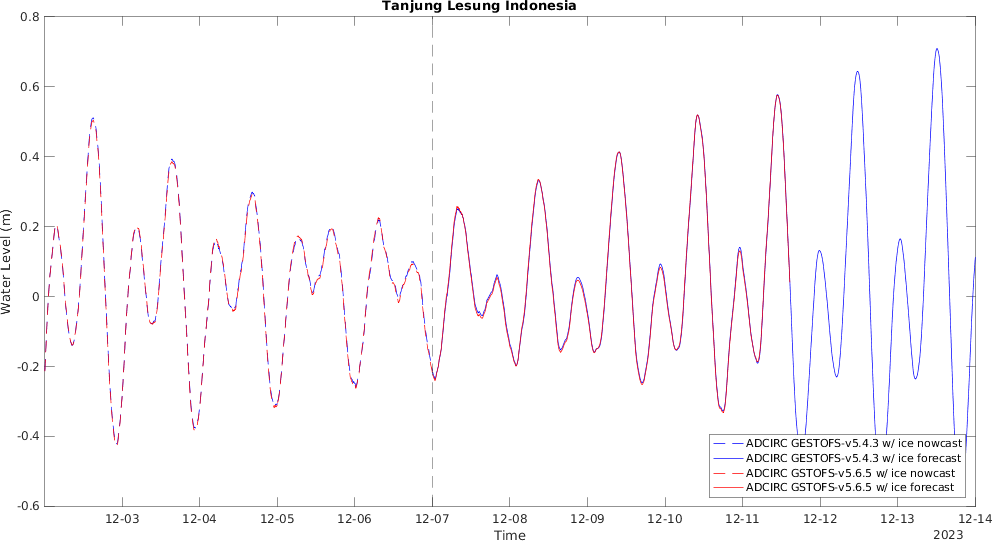 Tanjung Lesung Indonesia
Water Level (m)
0.8
0.6
0.4
0.2
0
-0.2
-0.4
-0.6
ADCIRC GESTOFS-v5.4.3 w/ ice nowcast
ADCIRC GESTOFS-v5.4.3 w/ ice forecast
ADCIRC GSTOFS-v5.6.5 w/ ice nowcast
ADCIRC GSTOFS-v5.6.5 w/ ice forecast
12-03 12-04 12-05 12-06 12-07 12-08 12-09 12-10 12-11 12-12 12-13 12-14
Time
2023